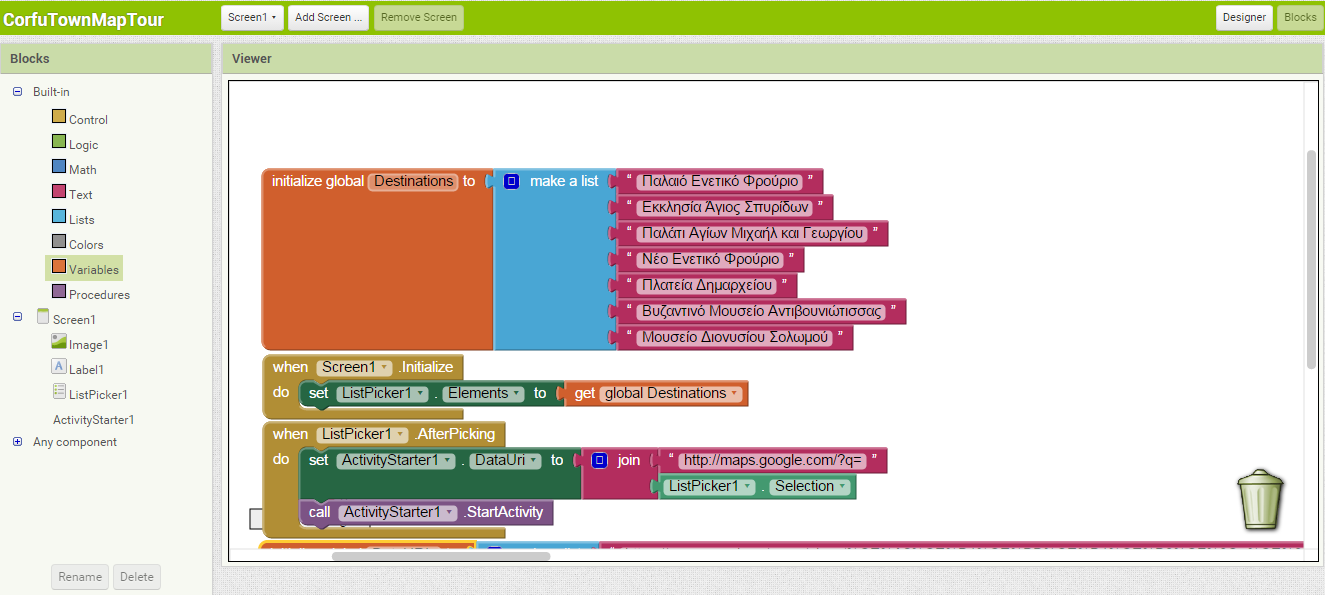 CorfuTownMapTour
Screen1 Add Screen ... Remove Screen Designer Blocks
Blocks
Viewer
Built-in
Control
Logic
Math
Text
Lists
Colors
Variables
Procedures
Screen1
Image1
A Label1
ListPicker1
ActivityStarter1
Any component
Rename Delete
initialize global Destinations to make a list “ Παλαιό Ενετικό Φρούριο ”
“ Εκκλησία Άγιος Σπυρίδων ”
“ Παλάτι Αγίων Μιχαήλ και Γεωργίου ”
“ Νέο Ενετικό Φρούριο ”
“ Πλατεία Δημαρχείου ”
“ Βυζαντινό Μουσείο Αντιβουνιώτισσας ”
“ Μουσείο Διονυσίου Σολωμού ”
when Screen1 .Initialize
do set ListPicker1 . Elements to get global Destinations
when ListPicker1 .AfterPicking
do set ActivityStarter1 . DataUri to join “ http://maps.google.com/?q= ”
ListPicker1 . Selection
call ActivityStarter1 .StartActivity